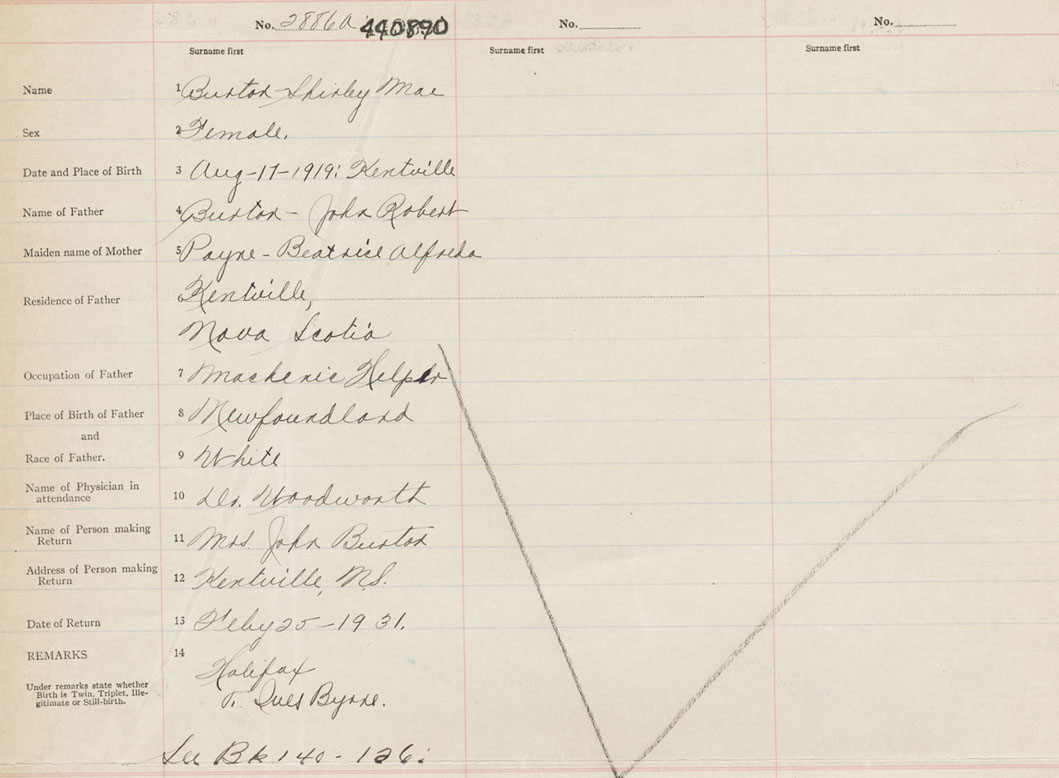 No. 2886a 440890 No. No.
Surname first Surname first Surname first
Name 1 Burton Shirley Mae
Sex 2 Female.
Date and Place of Birth 3 Aug-17-1919: Kentville
Name of Father 4 Burton - John Robert
Maiden name of Mother 5 Payne - Beatrice Alfreda
Residence of Father Kentville,
Nova Scotia
Occupation of Father 7 Mackenic Helper
Place of Birth of Father 8 Newfoundland
and
Race of Father. 9 White
Name of Physician in
attendance 10 Dr. Woodworth
Name of Person making
Return 11 Mrs. John Burton
Address of Person making
Return 12 Kentville, N.S.
Date of Return 13 Feby 25-1931.
REMARKS 14
Halifax
Under remarks state whether
Birth is Twin, Triplet, Ille-
gitimate or Still-birth.
Byrne.
See Bk 140-126: